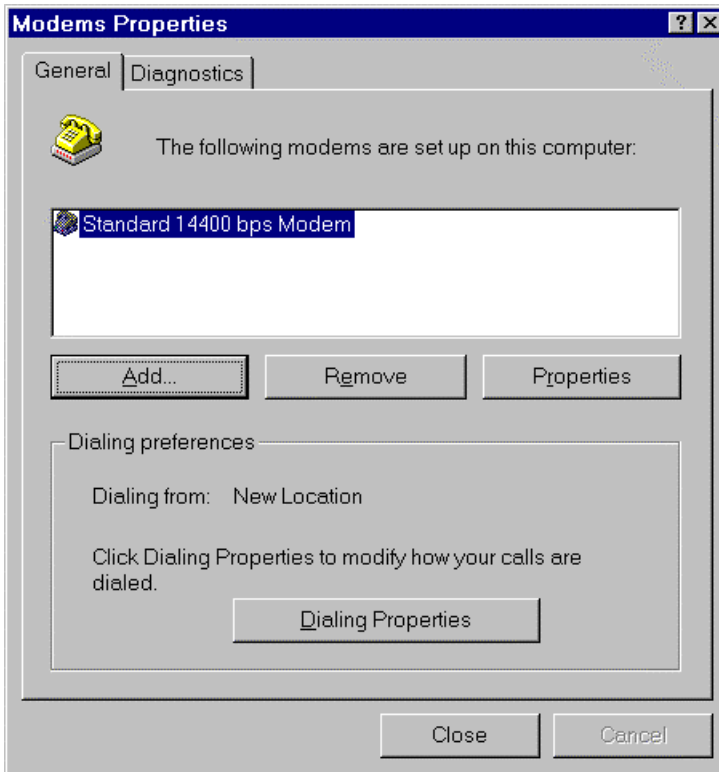 Modems Properties
General Diagnostics
The following modems are set up on this computer:
Standard 14400 bps Modem
Add... Remove Properties
Dialing preferences
Dialing from: New Location
Click Dialing Properties to modify how your calls are
dialed.
Dialing Properties
Close Cancel